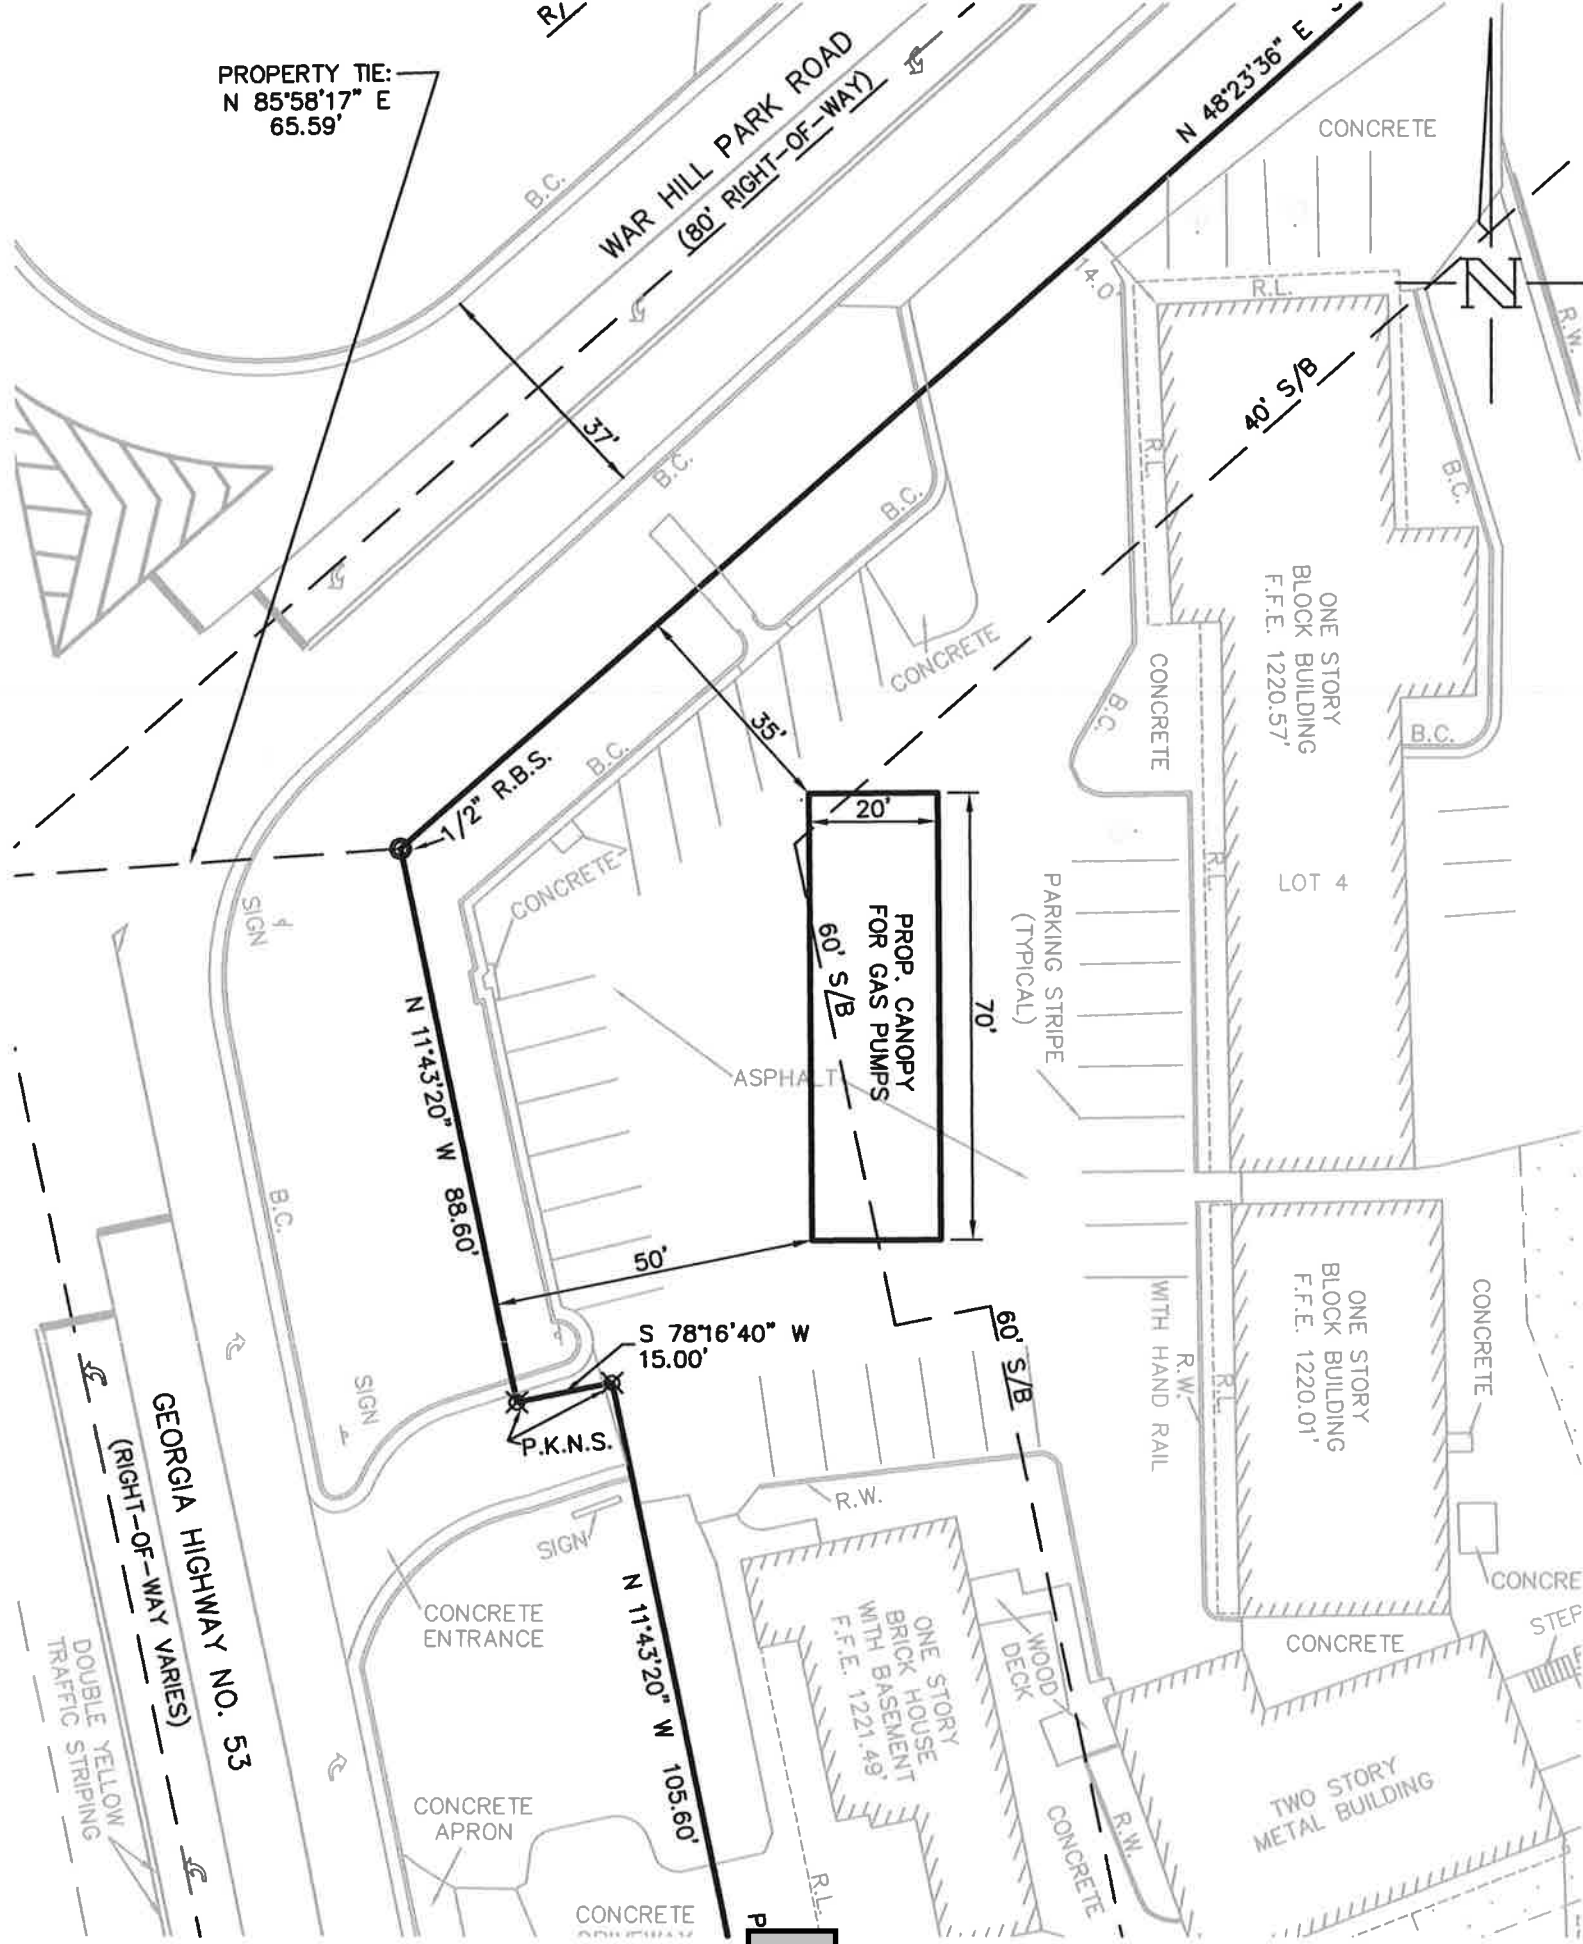 R/
PROPERTY TIE:
N 85°58'17" E
65.59'
WAR HILL PARK ROAD
(80' RIGHT-OF-WAY)
N 48°23'36" E
CONCRETE
B.C.
N
R.W.
14.0
R.L.
40' S/B
37'
B.C.
B.C.
R.L.
B.C.
ONE STORY
BLOCK BUILDING
F.F.E. 1220.57'
CONCRETE
CONCRETE
B.C.
B.C.
35'
B.C.
1/2" R.B.S.
20'
CONCRETE
SIGN
R.L.
LOT 4
PARKING STRIPE
(TYPICAL)
PROP. CANOPY
FOR GAS PUMPS
60' S/B
70'
N 11°43'20" W 88.60'
ASPHALT
B.C.
50'
S 78°16'40" W
15.00'
60' S/B
R.W.
WITH HAND RAIL
R.L.
ONE STORY
BLOCK BUILDING
F.F.E. 1220.01'
CONCRETE
SIGN
P.K.N.S.
GEORGIA HIGHWAY NO. 53
(RIGHT-OF-WAY VARIES)
R.W.
SIGN
CONCRE
STEP
CONCRETE
ENTRANCE
N 11°43'20" W 105.60'
ONE STORY
BRICK HOUSE
WITH BASEMENT
F.F.E. 1221.49'
WOOD
DECK
CONCRETE
DOUBLE YELLOW
TRAFFIC STRIPING
TWO STORY
METAL BUILDING
CONCRETE
APRON
R.W.
CONCRETE
R.L.
CONCRETE
DRIVEWAY
P